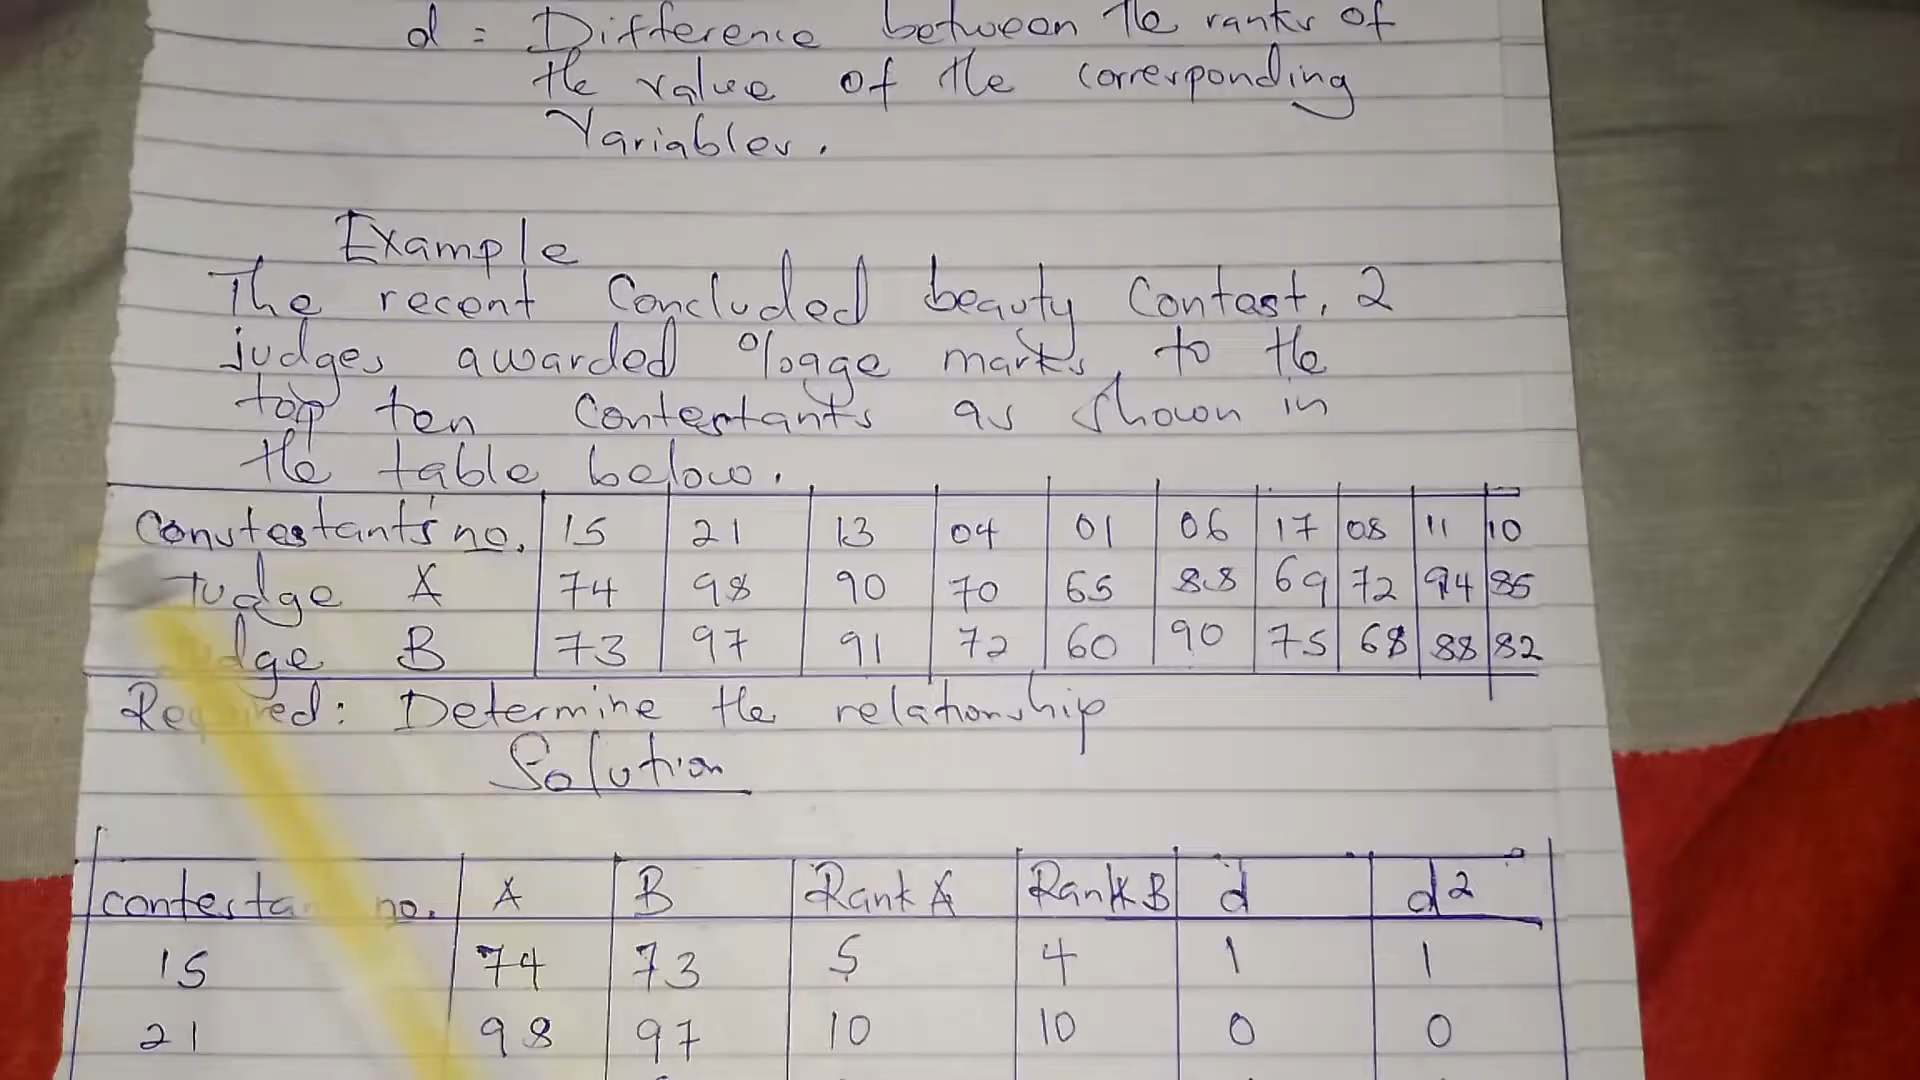 d = Difference between the ranks of
the value of the corresponding
Variables.
Example
The recent Concluded beauty Contest, 2
judges awarded %age marks to the
top ten Contestants as shown in
the table below.
Conutestants no. 15 21 13 04 01 06 17 08 11 10
Judge A 74 98 90 70 65 88 69 72 94 85
B 73 97 91 72 60 90 75 68 88 82
Determine the relationship
Solution
no. A B Rank A Rank B d d2
15 74 73 5 4 1 1
21 98 97 10 10 0 0